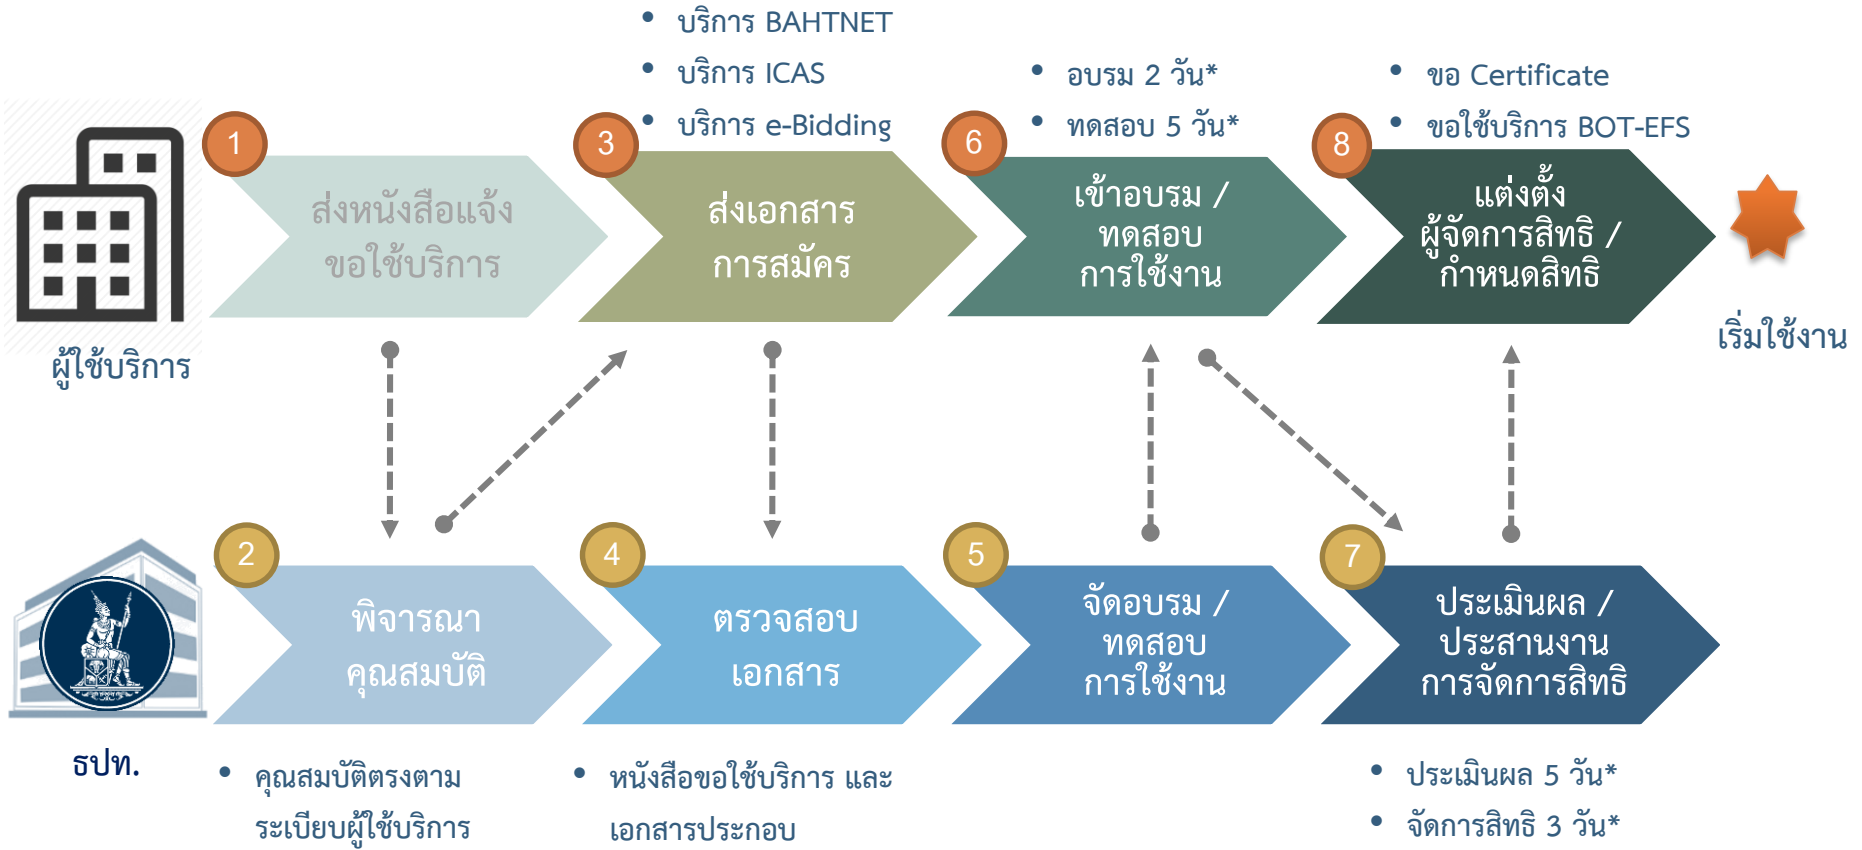 • บริการ BAHTNET
• บริการ ICAS
• บริการ e-Bidding
• อบรม 2 วัน*
• ทดสอบ 5 วัน*
• ขอ Certificate
• ขอใช้บริการ BOT-EFS
1
ส่งหนังสือแจ้ง
ขอใช้บริการ
3
ส่งเอกสาร
การสมัคร
6
เข้าอบรม /
ทดสอบ
การใช้งาน
8
แต่งตั้ง
ผู้จัดการสิทธิ /
กำหนดสิทธิ
ผู้ใช้บริการ
เริ่มใช้งาน
2
พิจารณา
คุณสมบัติ
4
ตรวจสอบ
เอกสาร
5
จัดอบรม /
ทดสอบ
การใช้งาน
7
ประเมินผล /
ประสานงาน
การจัดการสิทธิ
ธปท.
• คุณสมบัติตรงตาม
ระเบียบผู้ใช้บริการ
• หนังสือขอใช้บริการ และ
เอกสารประกอบ
• ประเมินผล 5 วัน*
• จัดการสิทธิ 3 วัน*